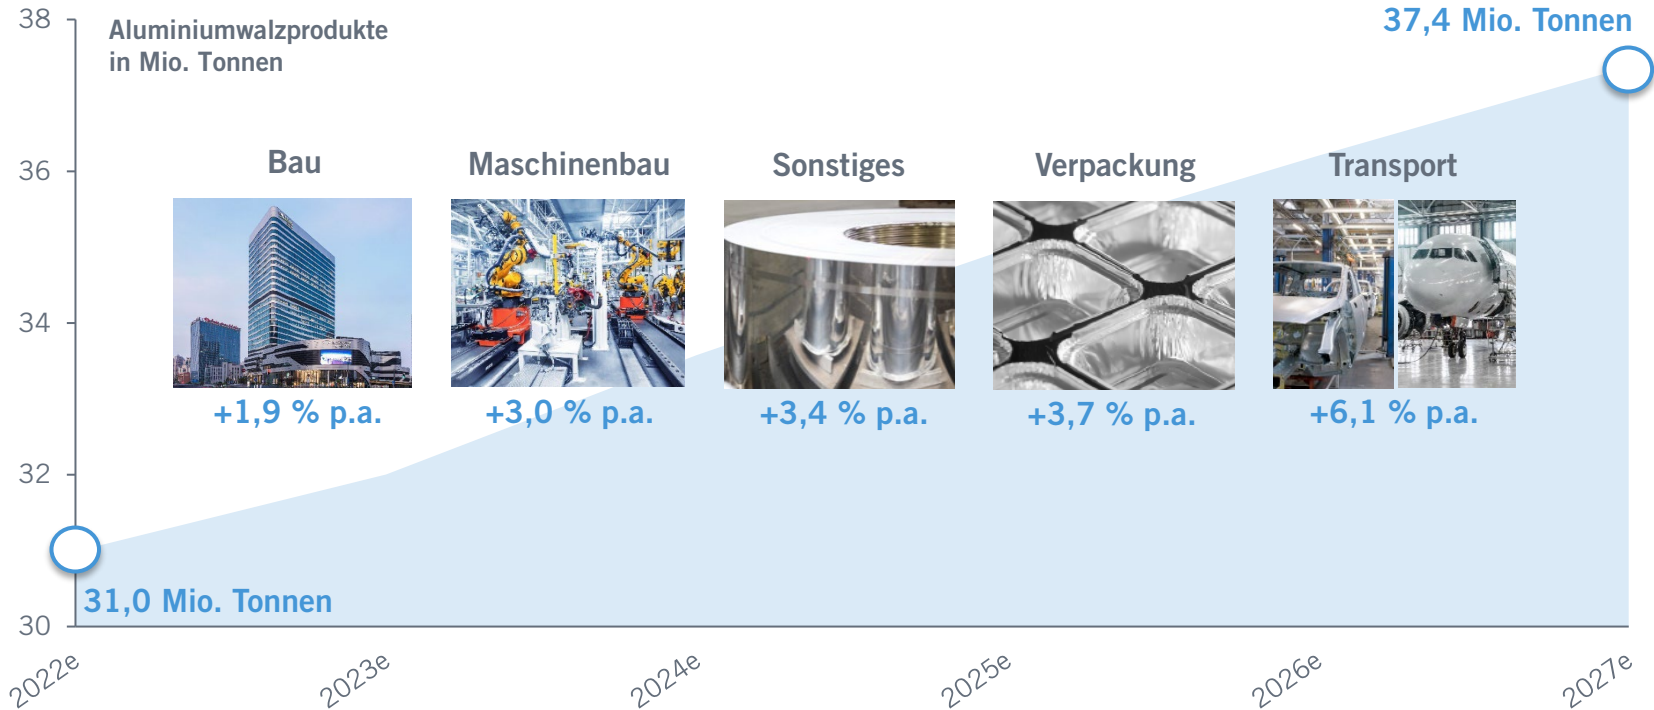 38
Aluminiumwalzprodukte
in Mio. Tonnen
37,4 Mio. Tonnen
36
Bau
Maschinenbau
Sonstiges
Verpackung
Transport
34
+1,9 % p.a.
+3,0 % p.a.
+3,4 % p.a.
+3,7 % p.a.
+6,1 % p.a.
32
31,0 Mio. Tonnen
30
2022e
2023e
2024e
2025e
2026e
2027e